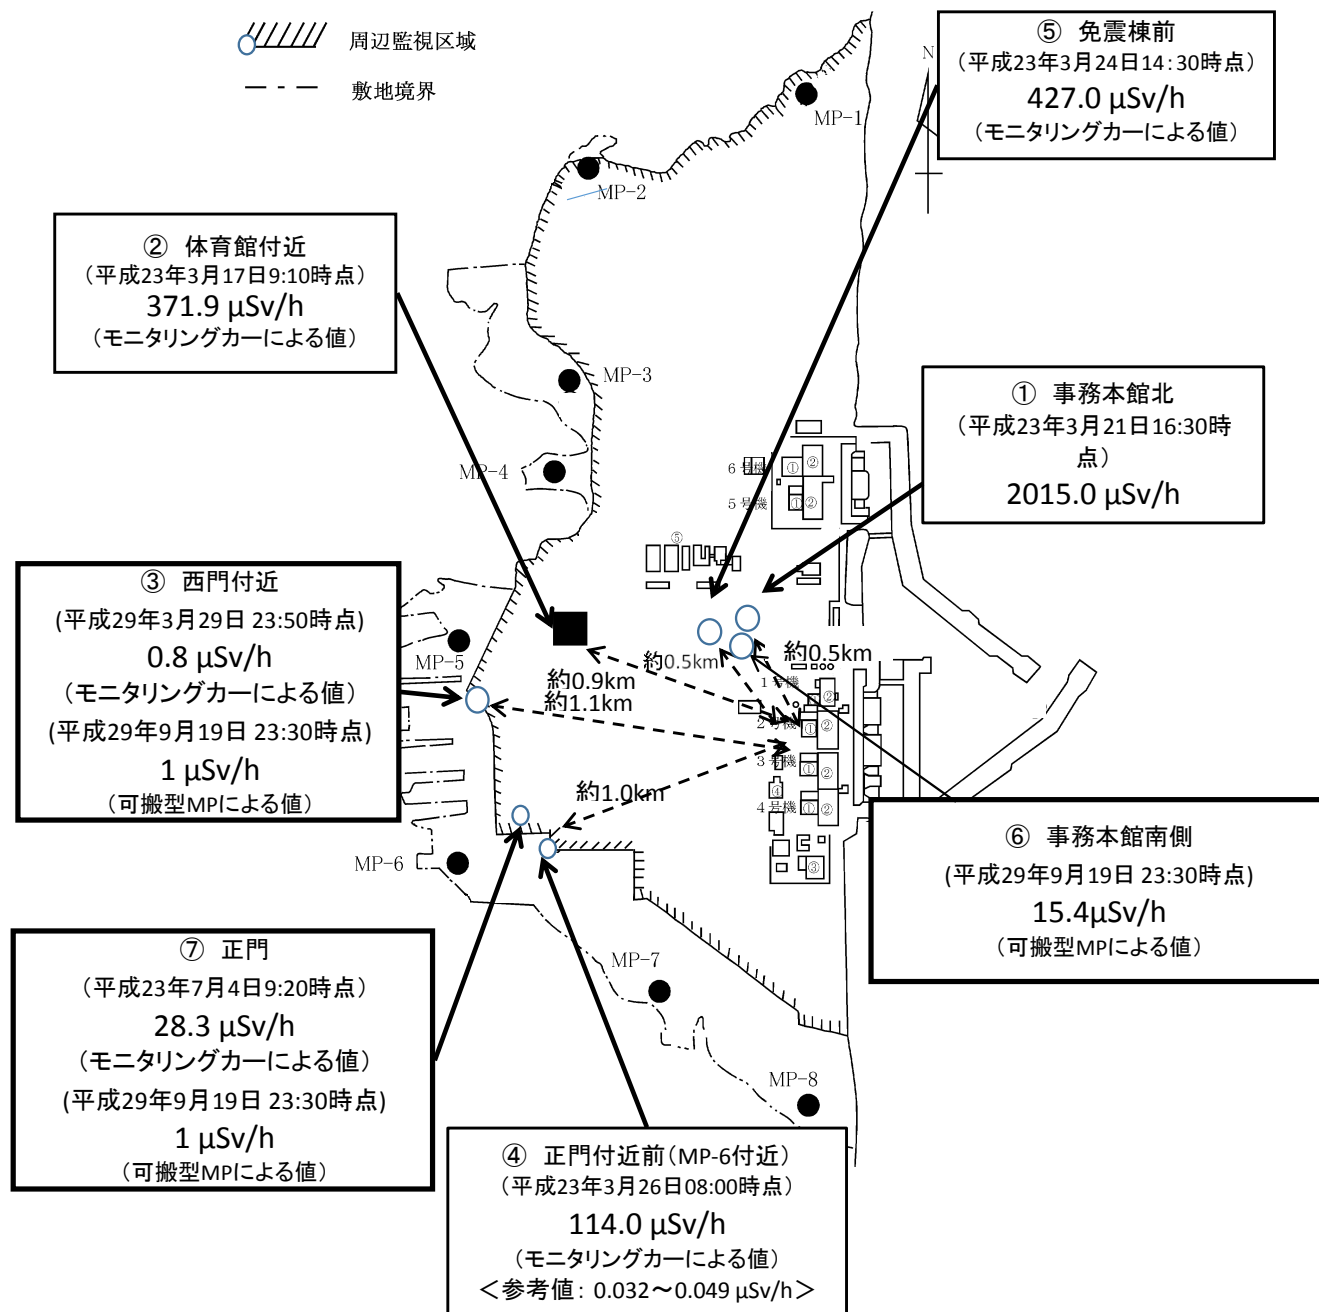 周辺監視区域
敷地境界
⑤ 免震棟前
(平成23年3月24日14:30時点)
427.0 μSv/h
(モニタリングカーによる値)
N
MP-1
MP-2
② 体育館付近
(平成23年3月17日9:10時点)
371.9 μSv/h
(モニタリングカーによる値)
MP-3
① 事務本館北
(平成23年3月21日16:30時
点)
2015.0 μSv/h
MP-4
6号機
① ②
5号機
① ②
⑤
③ 西門付近
(平成29年3月29日 23:50時点)
0.8 μSv/h
(モニタリングカーによる値)
(平成29年9月19日 23:30時点)
1 μSv/h
(可搬型MPによる値)
MP-5
約0.9km
約1.1km
約0.5km
約0.5km
1号機
②
2号機
① ②
3号機
① ②
④
4号機
① ②
③
約1.0km
MP-6
⑥ 事務本館南側
(平成29年9月19日 23:30時点)
15.4μSv/h
(可搬型MPによる値)
⑦ 正門
(平成23年7月4日9:20時点)
28.3 μSv/h
(モニタリングカーによる値)
(平成29年9月19日 23:30時点)
1 μSv/h
(可搬型MPによる値)
MP-7
MP-8
④ 正門付近前(MP-6付近)
(平成23年3月26日08:00時点)
114.0 μSv/h
(モニタリングカーによる値)
<参考値: 0.032~0.049 μSv/h>